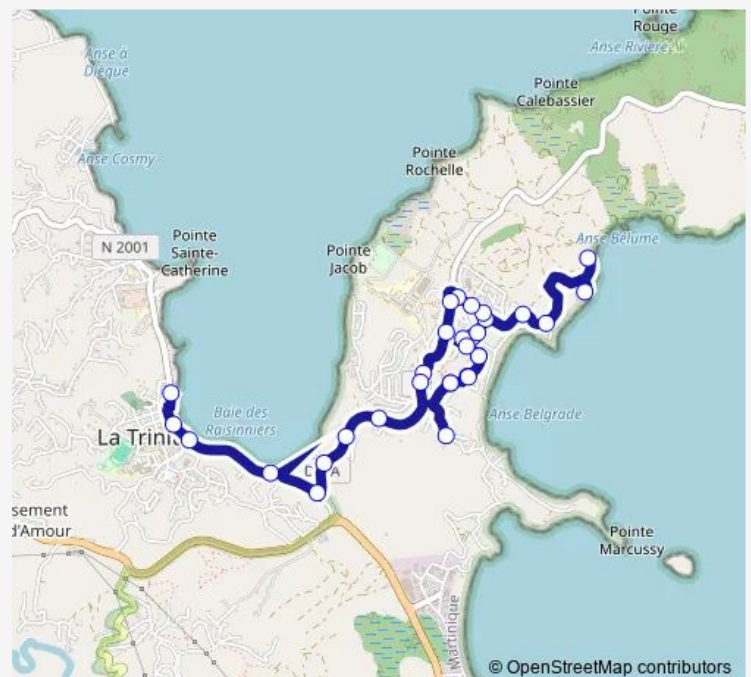 Pointe
Rouge
Anse Rivière
Anse à
Dièque
Pointe
Calebassier
Anse Cosmy
Pointe
Rochelle
N 2001
Pointe
Sainte-
Catherine
Pointe
Jacob
Anse Bélume
Baie des
Raisinniers
Anse Belgrade
La Trinit
D
A
sement
d'Amour
Pointe
Marcussy
Martinique
© OpenStreetMap contributors